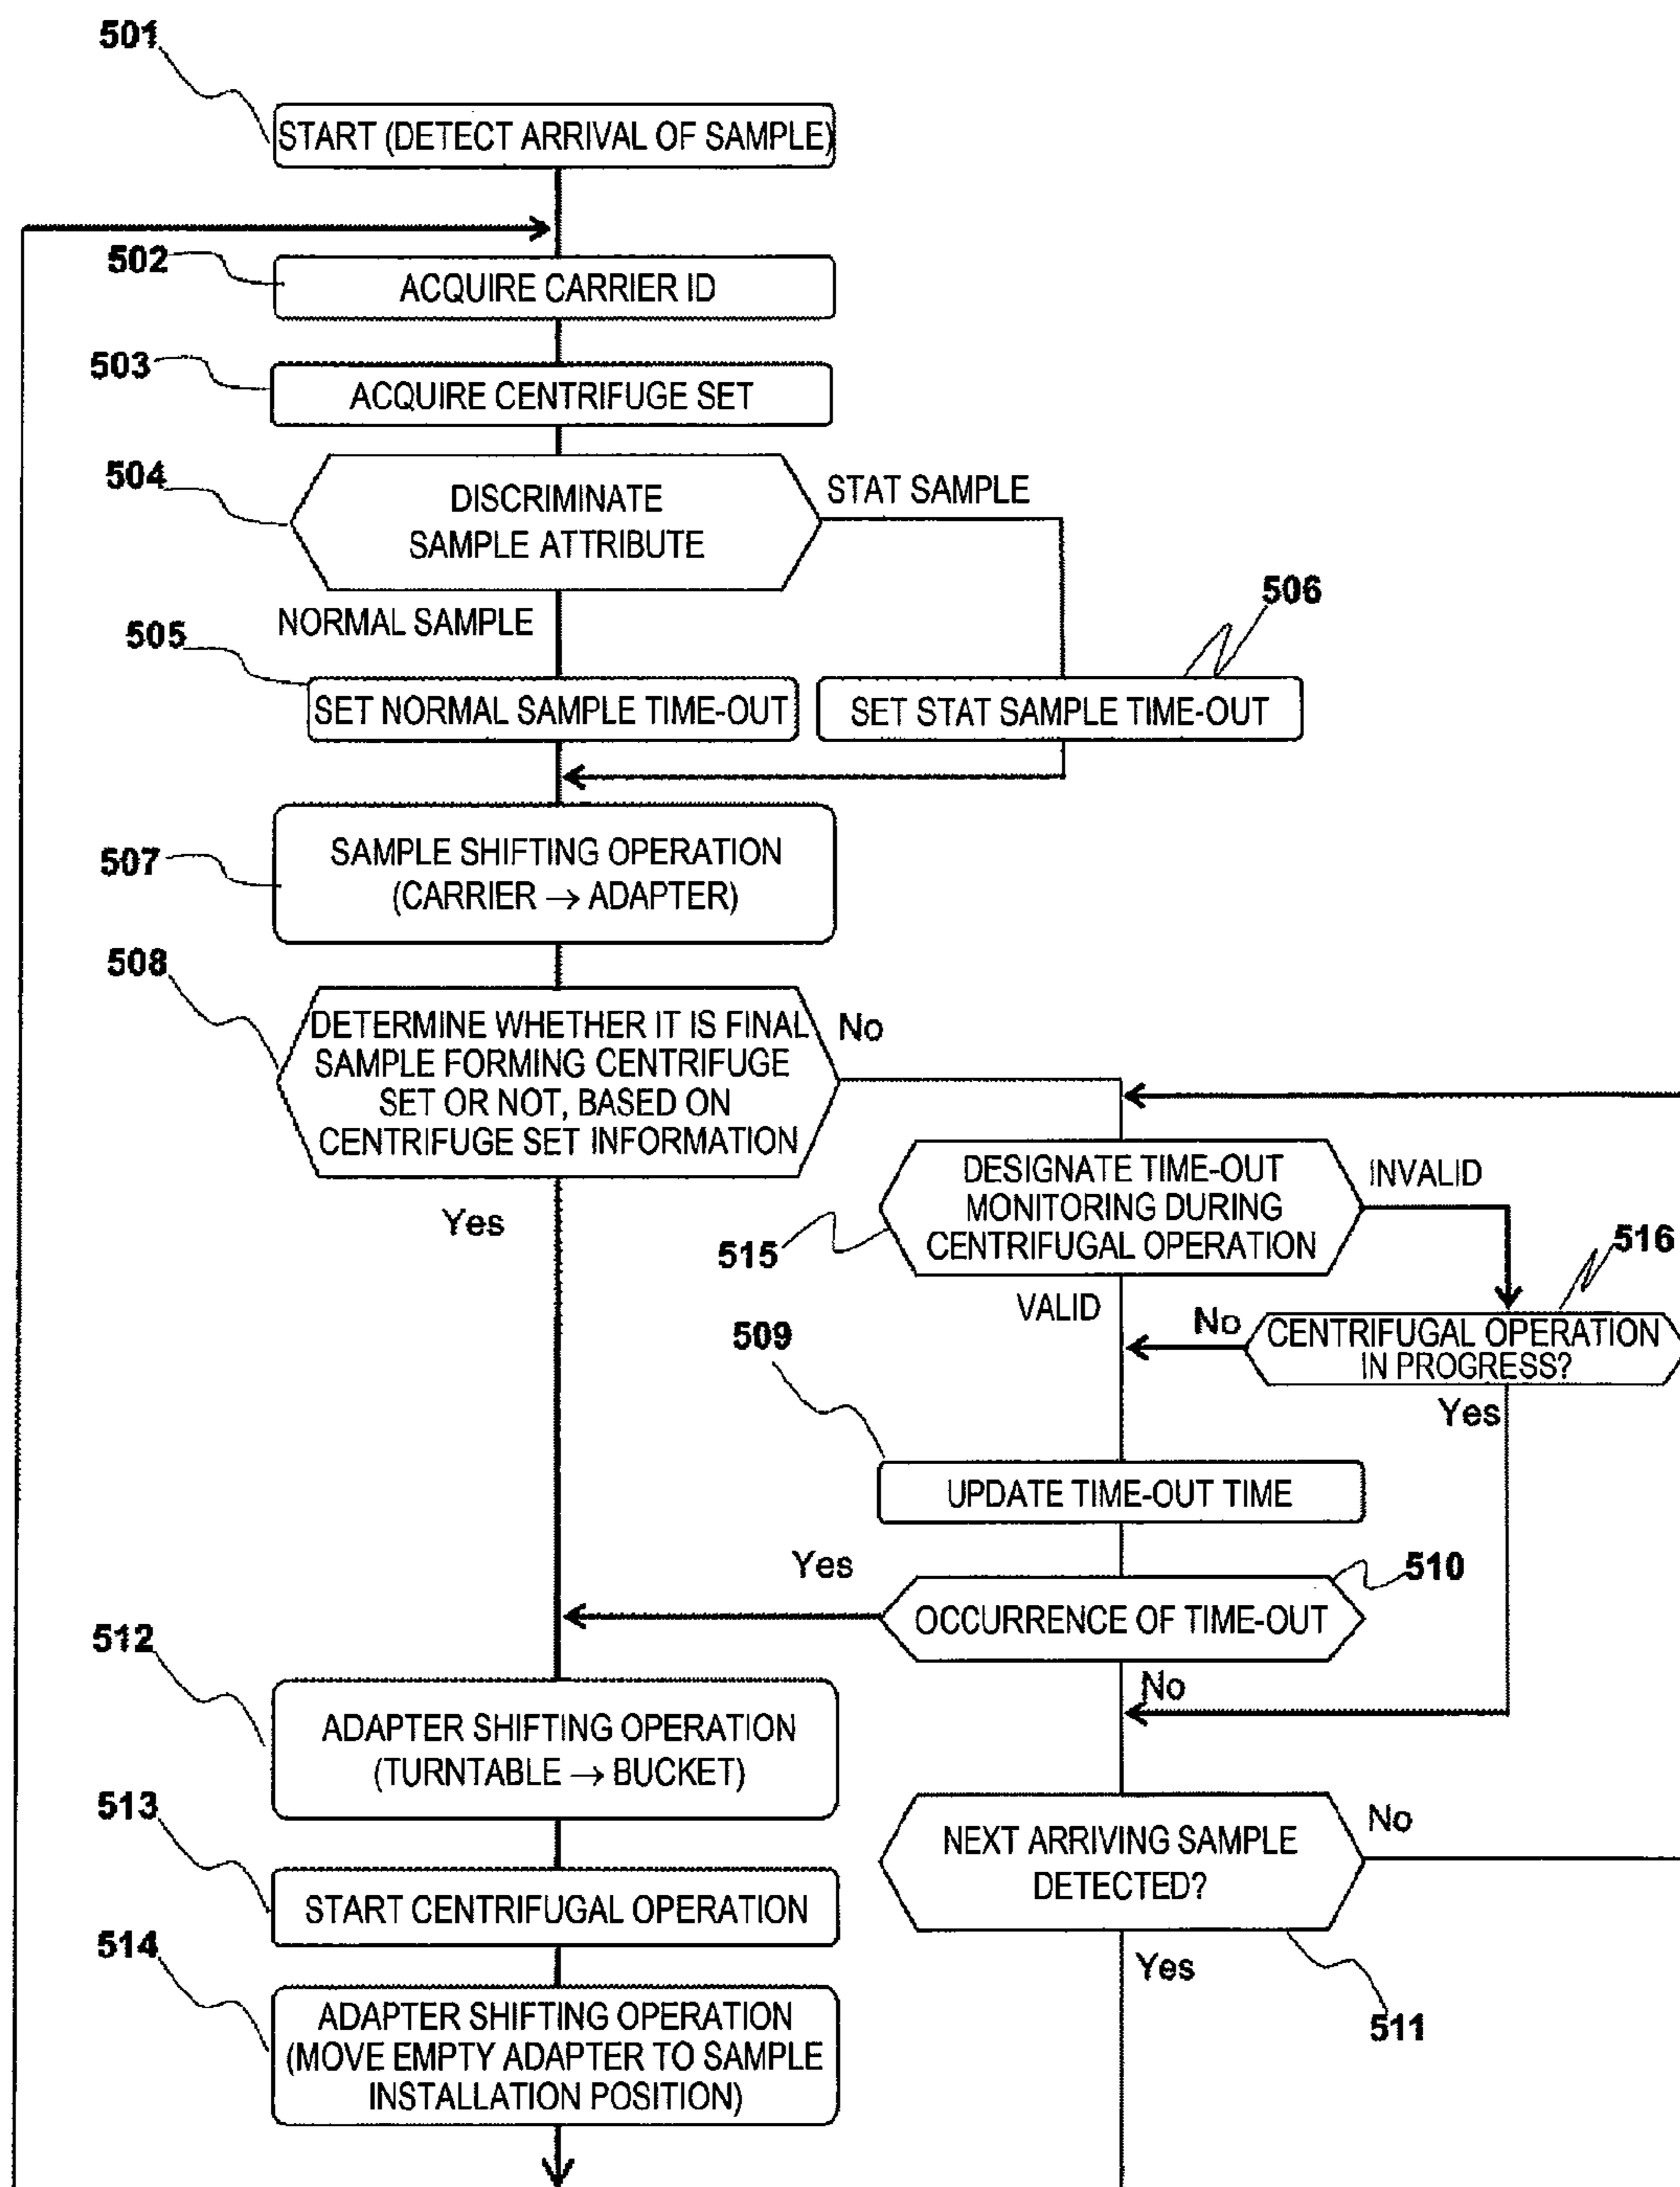 501
START (DETECT ARRIVAL OF SAMPLE)
502
ACQUIRE CARRIER ID
503
ACQUIRE CENTRIFUGE SET
504
DISCRIMINATE
SAMPLE ATTRIBUTE
STAT SAMPLE
NORMAL SAMPLE
505
506
SET NORMAL SAMPLE TIME-OUT
SET STAT SAMPLE TIME-OUT
507
SAMPLE SHIFTING OPERATION
(CARRIER → ADAPTER)
508
DETERMINE WHETHER IT IS FINAL
SAMPLE FORMING CENTRIFUGE
SET OR NOT, BASED ON
CENTRIFUGE SET INFORMATION
No
Yes
DESIGNATE TIME-OUT
MONITORING DURING
CENTRIFUGAL OPERATION
INVALID
515
516
VALID
No
CENTRIFUGAL OPERATION
IN PROGRESS?
Yes
509
UPDATE TIME-OUT TIME
Yes
510
OCCURRENCE OF TIME-OUT
No
512
ADAPTER SHIFTING OPERATION
(TURNTABLE → BUCKET)
513
START CENTRIFUGAL OPERATION
NEXT ARRIVING SAMPLE
DETECTED?
No
Yes
511
514
ADAPTER SHIFTING OPERATION
(MOVE EMPTY ADAPTER TO SAMPLE
INSTALLATION POSITION)